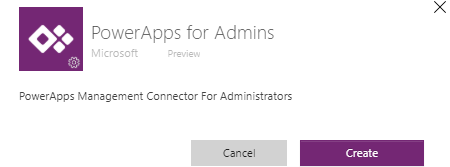 PowerApps for Admins
Microsoft Preview
PowerApps Management Connector For Administrators
Cancel Create